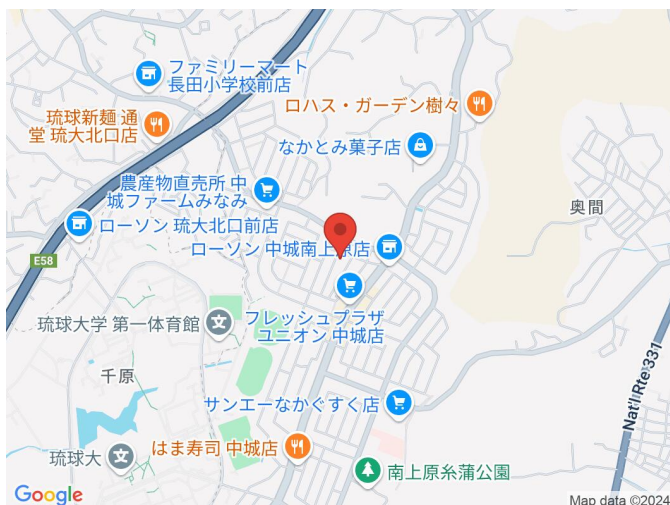 ファミリーマート
長田小学校前店
ロハス・ガーデン樹々
琉球新麺 通
堂 琉大北口店
なかとみ菓子店
農産物直売所 中
城ファームみなみ
奥間
ローソン 琉大北口前店
ローソン 中城南上原店
E58
フレッシュプラザ
ユニオン 中城店
琉球大学 第一体育館
千原
Nat'l Rte 331
サンエーなかぐすく店
はま寿司 中城店
琉球大
南上原糸蒲公園
Google
Map data ©2024